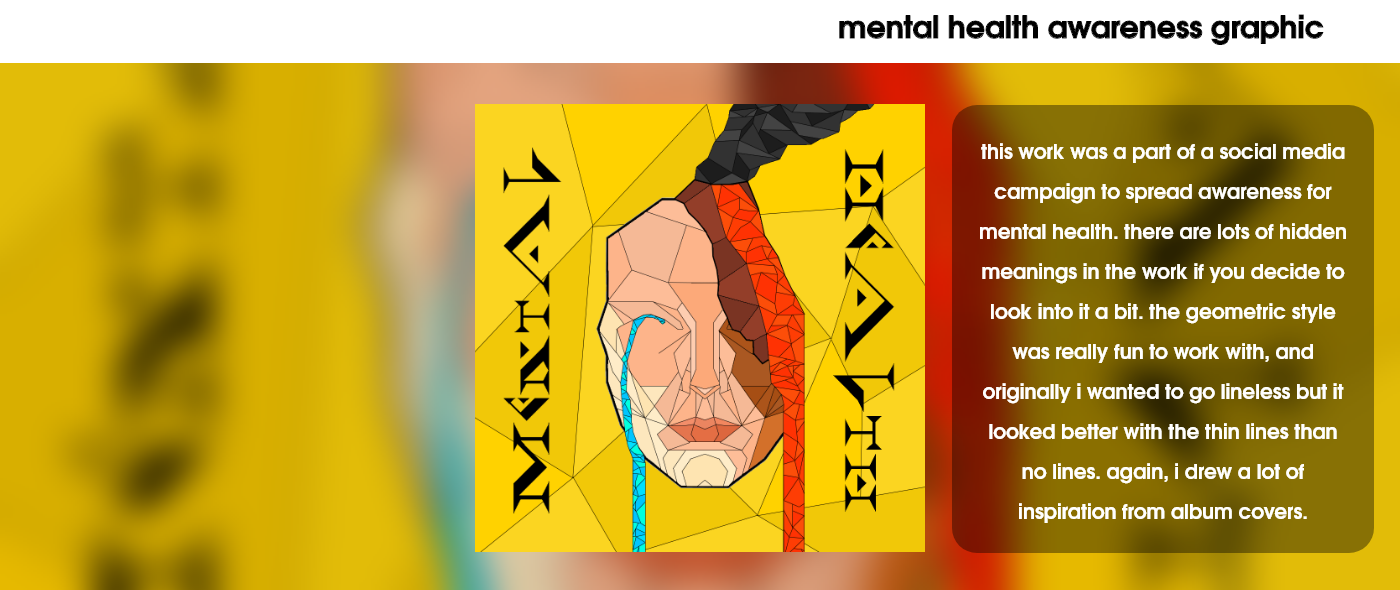 mental health awareness graphic
MENTAL
HEALTH
this work was a part of a social media
campaign to spread awareness for
mental health. there are lots of hidden
meanings in the work if you decide to
look into it a bit. the geometric style
was really fun to work with, and
originally i wanted to go lineless but it
looked better with the thin lines than
no lines. again, i drew a lot of
inspiration from album covers.